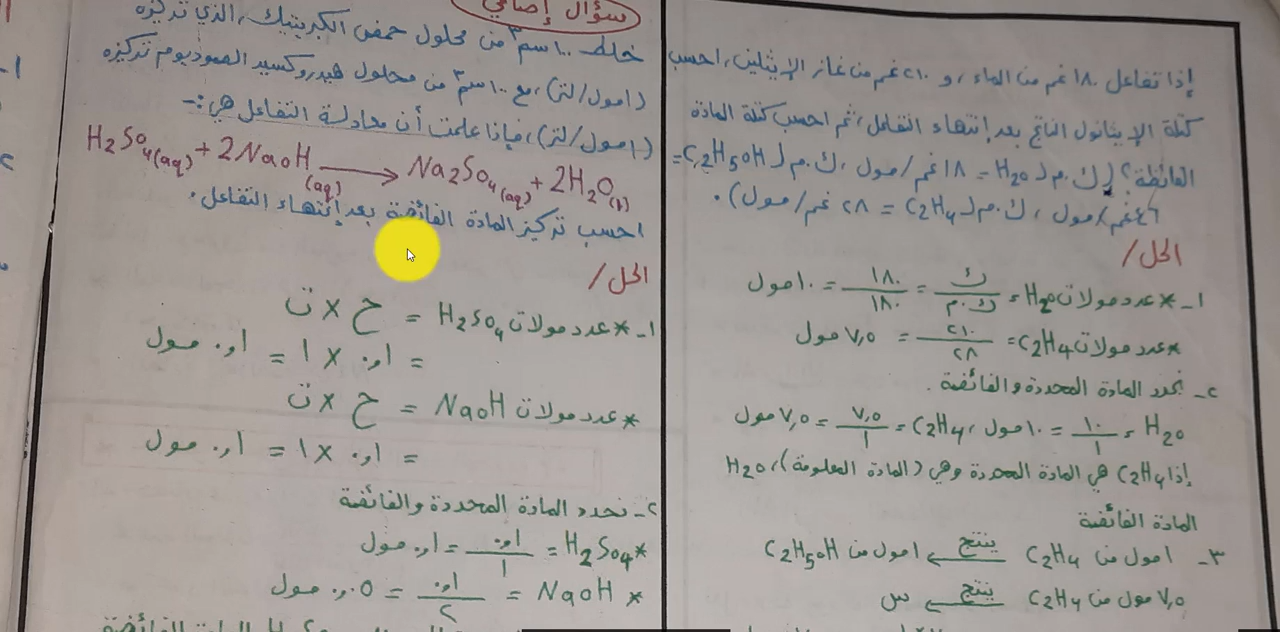 إذا تفاعل ١٨٠ غم من الماء، و ٢١٠ غم من غاز الإيثلين، احسب
كتلة الإيثانول الناتج بعد إنتهاء التفاعل، ثم احسب كتلة المادة
الفائضة؟ (ك.م لـ H2O = ١٨ غم/مول، ك.م لـ C2H5OH =
٤٦ غم/مول، ك.م لـ C2H4 = ٢٨ غم/مول).
الحل/
١- * عدد مولات H2O = ك / ك.م = ١٨٠ / ١٨٠ = ١٠ مول
* عدد مولات C2H4 = ٢١٠ / ٢٨ = ٧,٥ مول
٢- نحدد المادة المحددة والفائضة.
H2O = ١٠ / ١ = ١٠ مول، C2H4 = ٧,٥ / ١ = ٧,٥ مول
إذا C2H4 هي المادة المحددة وهي (المادة المعلومة)، H2O
المادة الفائضة
٣- ١ مول من C2H4 ينتج ١ مول من C2H5OH
٧,٥ مول من C2H4 ينتج س
سؤال إضافي
خلط ١٠٠ سم٣ من محلول حمض الكبريتيك، الذي تركيزه
(١ مول/لتر)، مع ١٠٠ سم٣ من محلول هيدروكسيد الصوديوم تركيزه
(١ مول/لتر)، فإذا علمت أن معادلة التفاعل هي:-
H2SO4(aq) + 2NaOH(aq) → Na2SO4(aq) + 2H2O(l)
احسب تركيز المادة الفائضة بعد إنتهاء التفاعل.
الحل/
١- * عدد مولات H2SO4 = ح × ت
= ٠,١ × ١ = ٠,١ مول
* عدد مولات NaOH = ح × ت
= ٠,١ × ١ = ٠,١ مول
٢- نحدد المادة المحددة والفائضة
* H2SO4 = ٠,١ / ١ = ٠,١ مول
* NaOH = ٠,١ / ٢ = ٠,٠٥ مول